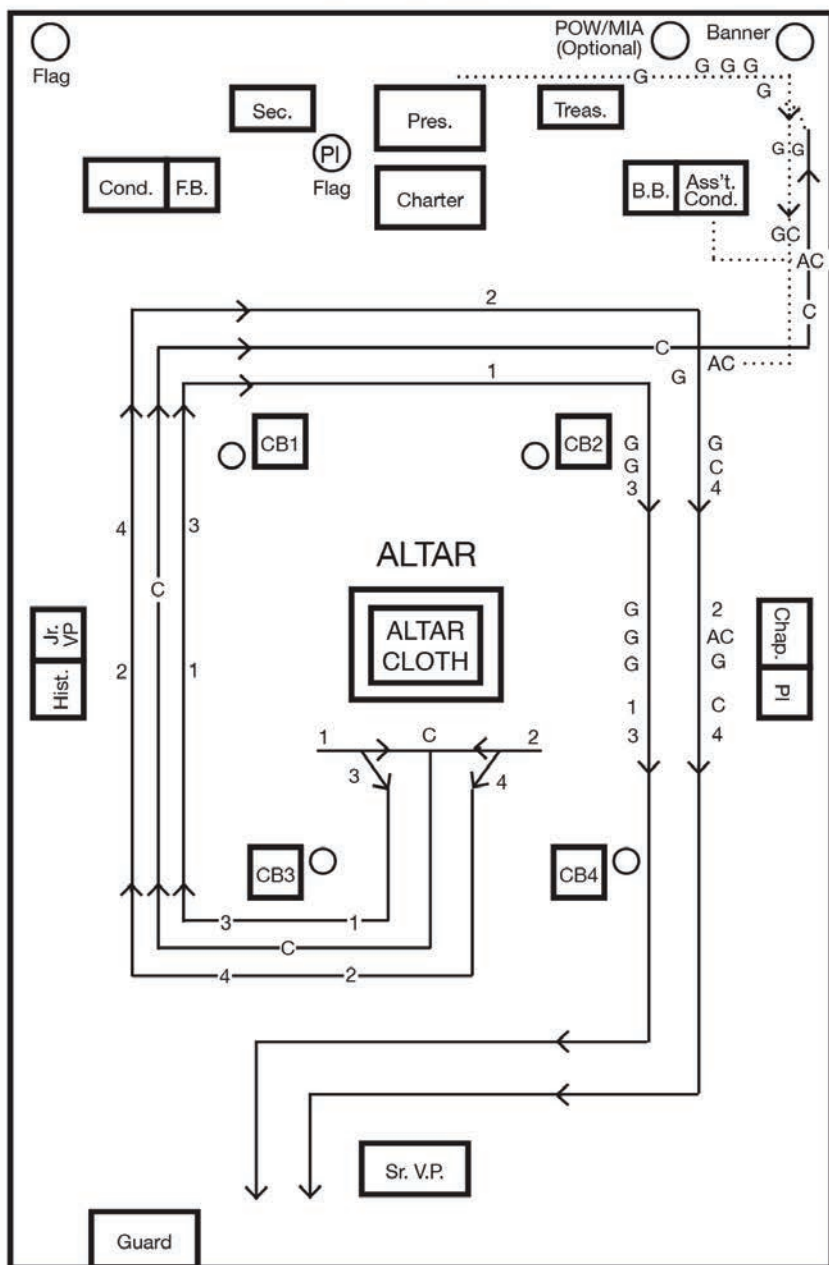 POW/MIA
(Optional)
Banner
Flag
G G G G
G
Sec.
Pres.
Treas.
PI
Flag
G G
Cond. F.B.
Charter
B.B. Ass't.
Cond.
GC
AC
2
C
C
AC
1
G
CB1
CB2
G G
G C
3 4
4 3
ALTAR
C
ALTAR
CLOTH
Jr.
VP
Hist.
2 1
G 2
G AC
G G
1 C
3 4
Chap.
PI
1 C 2
3 4
CB3
CB4
3 1
C
4 2
Sr. V.P.
Guard